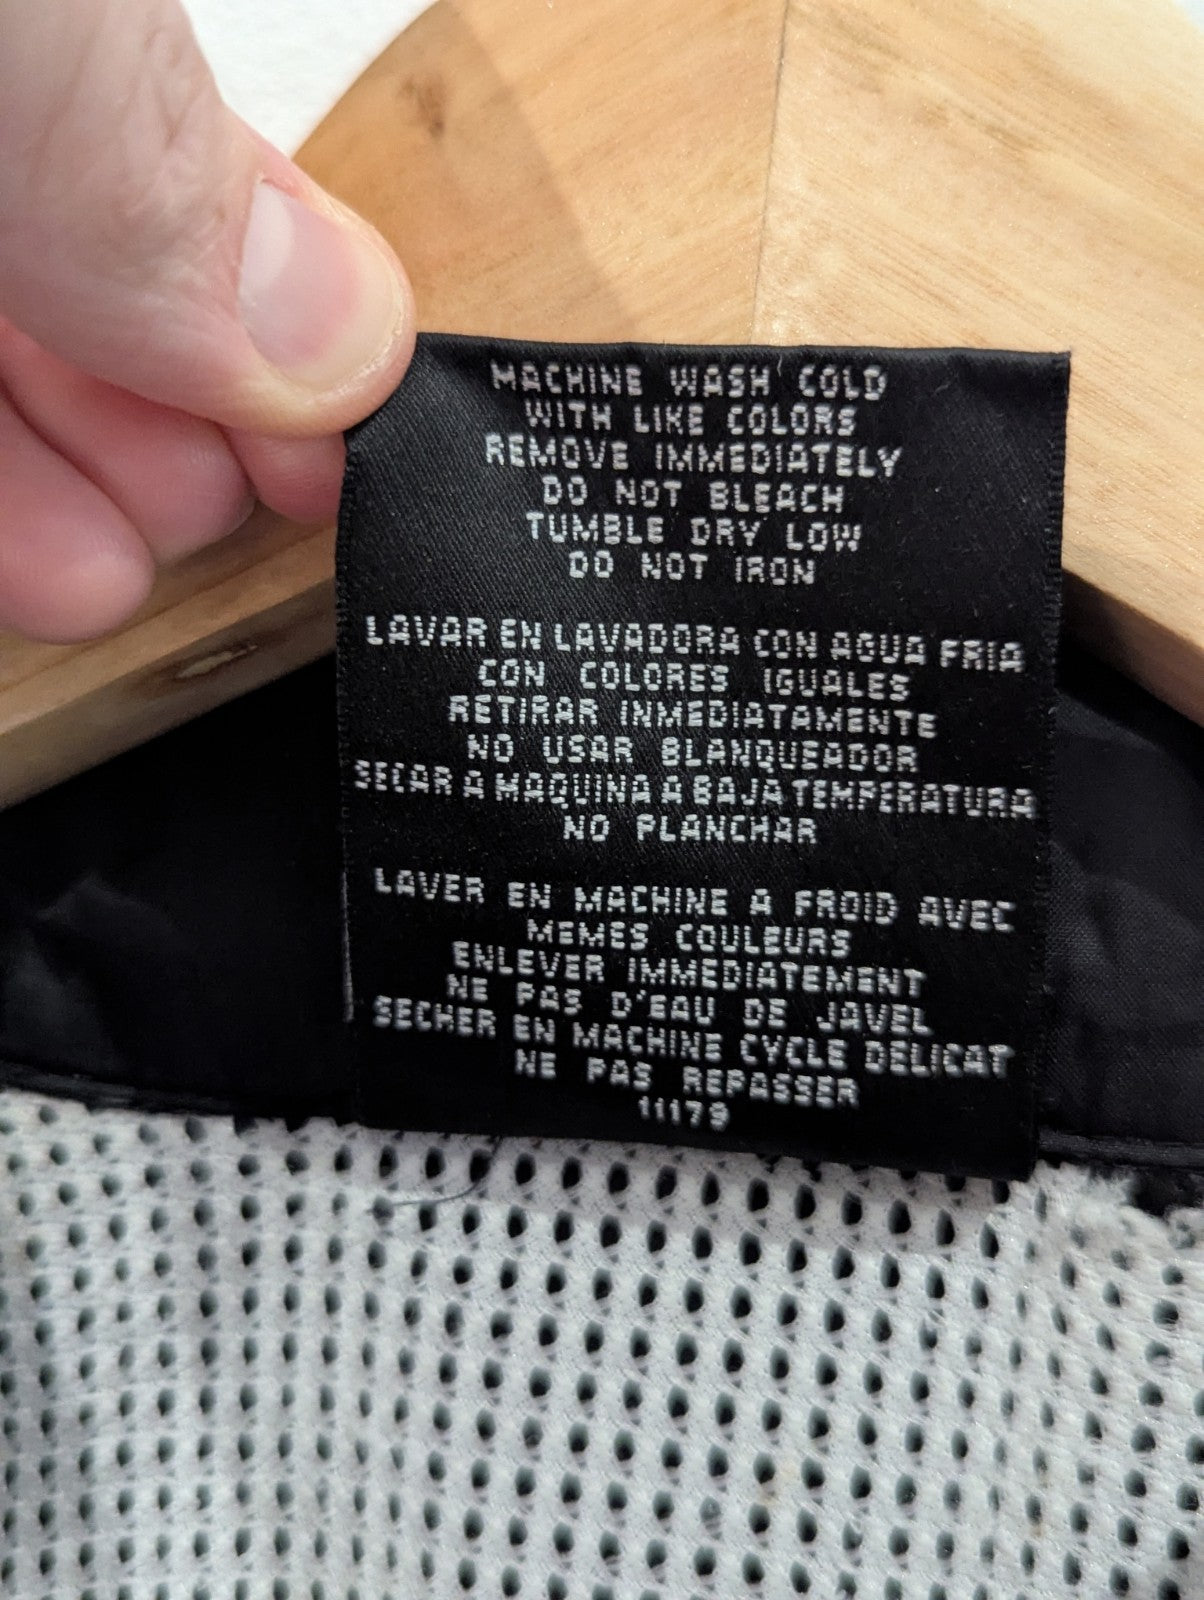 MACHINE WASH COLD
WITH LIKE COLORS
REMOVE IMMEDIATELY
DO NOT BLEACH
TUMBLE DRY LOW
DO NOT IRON
LAVAR EN LAVADORA CON AGUA FRIA
CON COLORES IGUALES
RETIRAR INMEDIATAMENTE
NO USAR BLANQUEADOR
SECAR A MAQUINA A BAJA TEMPERATURA
NO PLANCHAR
LAVER EN MACHINE A FROID AVEC
MEMES COULEURS
ENLEVER IMMEDIATEMENT
NE PAS D'EAU DE JAVEL
SECHER EN MACHINE CYCLE DELICAT
NE PAS REPASSER
11179